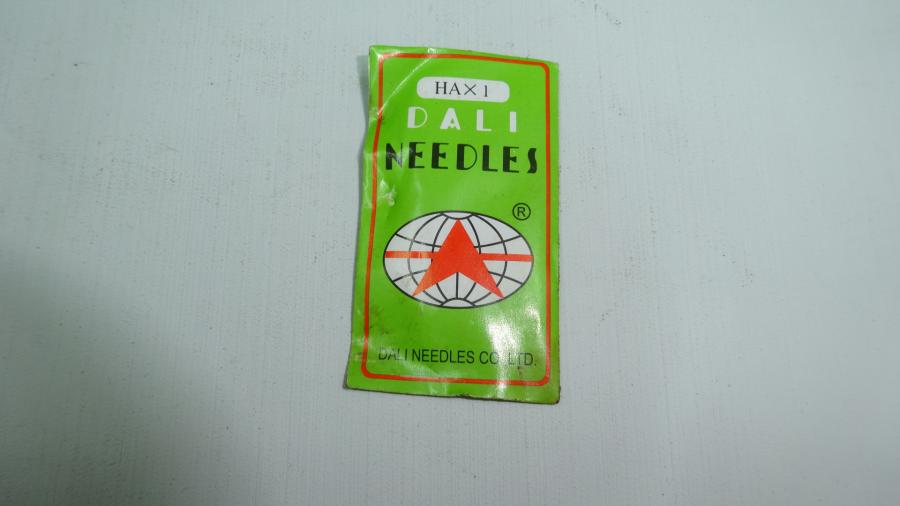 HA×1
DALI
NEEDLES
®
DALI NEEDLES CO.,LTD.